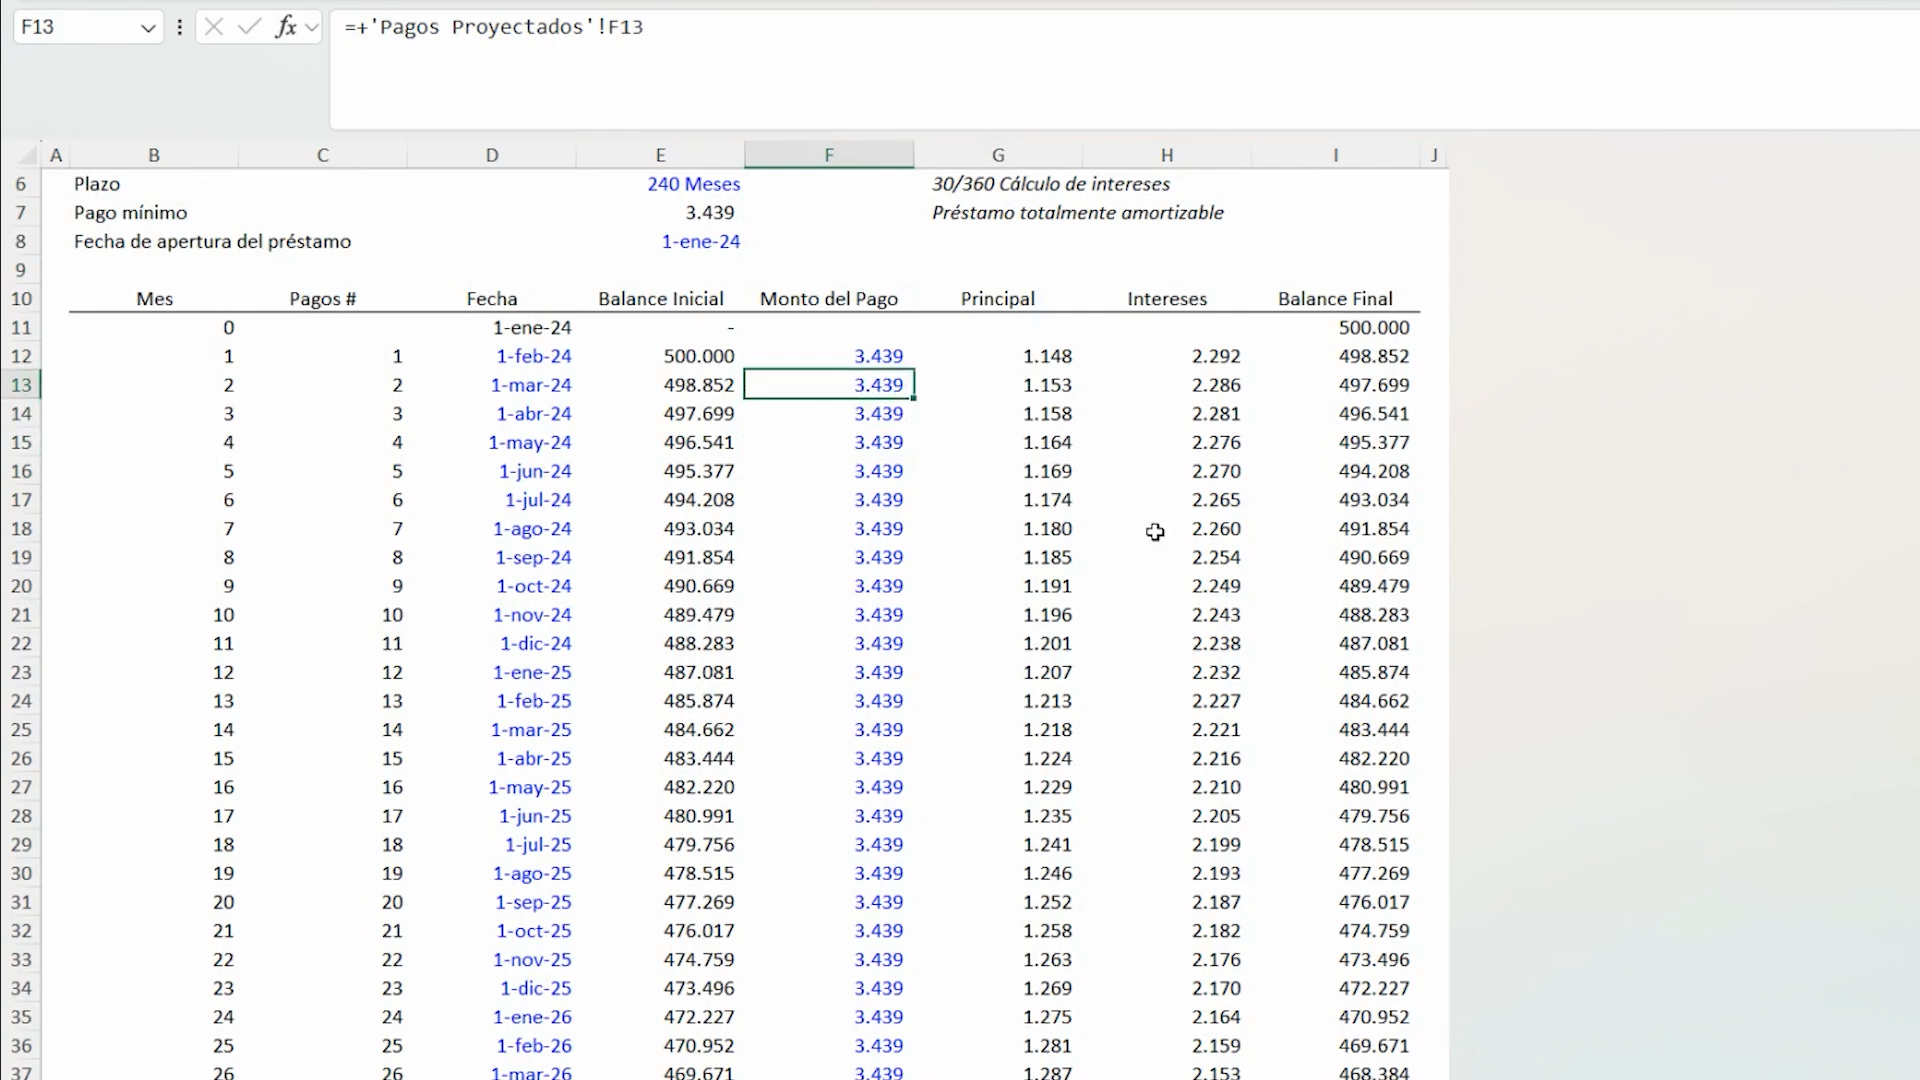 F13 fx =+'Pagos Proyectados'!F13
A B C D E F G H I J
6 Plazo 240 Meses 30/360 Cálculo de intereses
7 Pago mínimo 3.439 Préstamo totalmente amortizable
8 Fecha de apertura del préstamo 1-ene-24
9
10 Mes Pagos # Fecha Balance Inicial Monto del Pago Principal Intereses Balance Final
11 0 1-ene-24 - 500.000
12 1 1 1-feb-24 500.000 3.439 1.148 2.292 498.852
13 2 2 1-mar-24 498.852 3.439 1.153 2.286 497.699
14 3 3 1-abr-24 497.699 3.439 1.158 2.281 496.541
15 4 4 1-may-24 496.541 3.439 1.164 2.276 495.377
16 5 5 1-jun-24 495.377 3.439 1.169 2.270 494.208
17 6 6 1-jul-24 494.208 3.439 1.174 2.265 493.034
18 7 7 1-ago-24 493.034 3.439 1.180 2.260 491.854
19 8 8 1-sep-24 491.854 3.439 1.185 2.254 490.669
20 9 9 1-oct-24 490.669 3.439 1.191 2.249 489.479
21 10 10 1-nov-24 489.479 3.439 1.196 2.243 488.283
22 11 11 1-dic-24 488.283 3.439 1.201 2.238 487.081
23 12 12 1-ene-25 487.081 3.439 1.207 2.232 485.874
24 13 13 1-feb-25 485.874 3.439 1.213 2.227 484.662
25 14 14 1-mar-25 484.662 3.439 1.218 2.221 483.444
26 15 15 1-abr-25 483.444 3.439 1.224 2.216 482.220
27 16 16 1-may-25 482.220 3.439 1.229 2.210 480.991
28 17 17 1-jun-25 480.991 3.439 1.235 2.205 479.756
29 18 18 1-jul-25 479.756 3.439 1.241 2.199 478.515
30 19 19 1-ago-25 478.515 3.439 1.246 2.193 477.269
31 20 20 1-sep-25 477.269 3.439 1.252 2.187 476.017
32 21 21 1-oct-25 476.017 3.439 1.258 2.182 474.759
33 22 22 1-nov-25 474.759 3.439 1.263 2.176 473.496
34 23 23 1-dic-25 473.496 3.439 1.269 2.170 472.227
35 24 24 1-ene-26 472.227 3.439 1.275 2.164 470.952
36 25 25 1-feb-26 470.952 3.439 1.281 2.159 469.671
37 26 26 1-mar-26 469.671 3.439 1.287 2.153 468.384